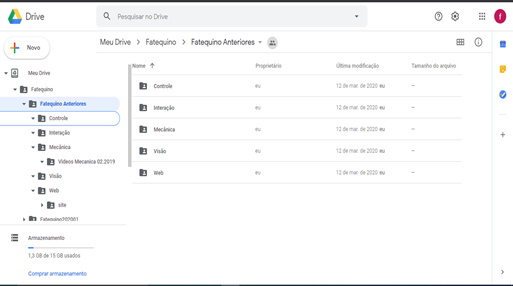 Drive
Pesquisar no Drive
f
Novo
Meu Drive > Fatequino > Fatequino Anteriores
Meu Drive
Fatequino
Fatequino Anteriores
Controle
Interação
Mecânica
Videos Mecanica 02.2019
Visão
Web
site
Fatequino202001
Armazenamento
1,3 GB de 15 GB usados
Comprar armazenamento
Nome Proprietário Última modificação Tamanho do arquivo
Controle eu 12 de mar. de 2020 eu –
Interação eu 12 de mar. de 2020 eu –
Mecânica eu 12 de mar. de 2020 eu –
Visão eu 12 de mar. de 2020 eu –
Web eu 12 de mar. de 2020 eu –